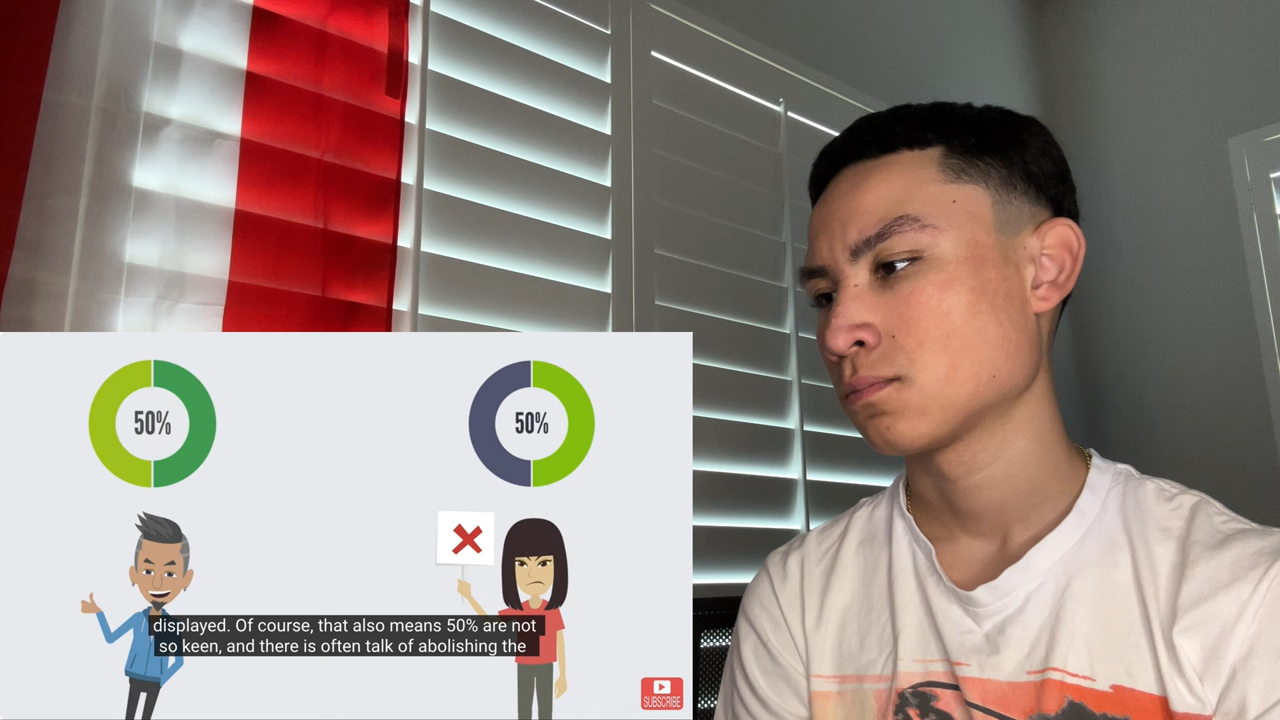 50%
50%
displayed. Of course, that also means 50% are not
so keen, and there is often talk of abolishing the
SUBSCRIBE